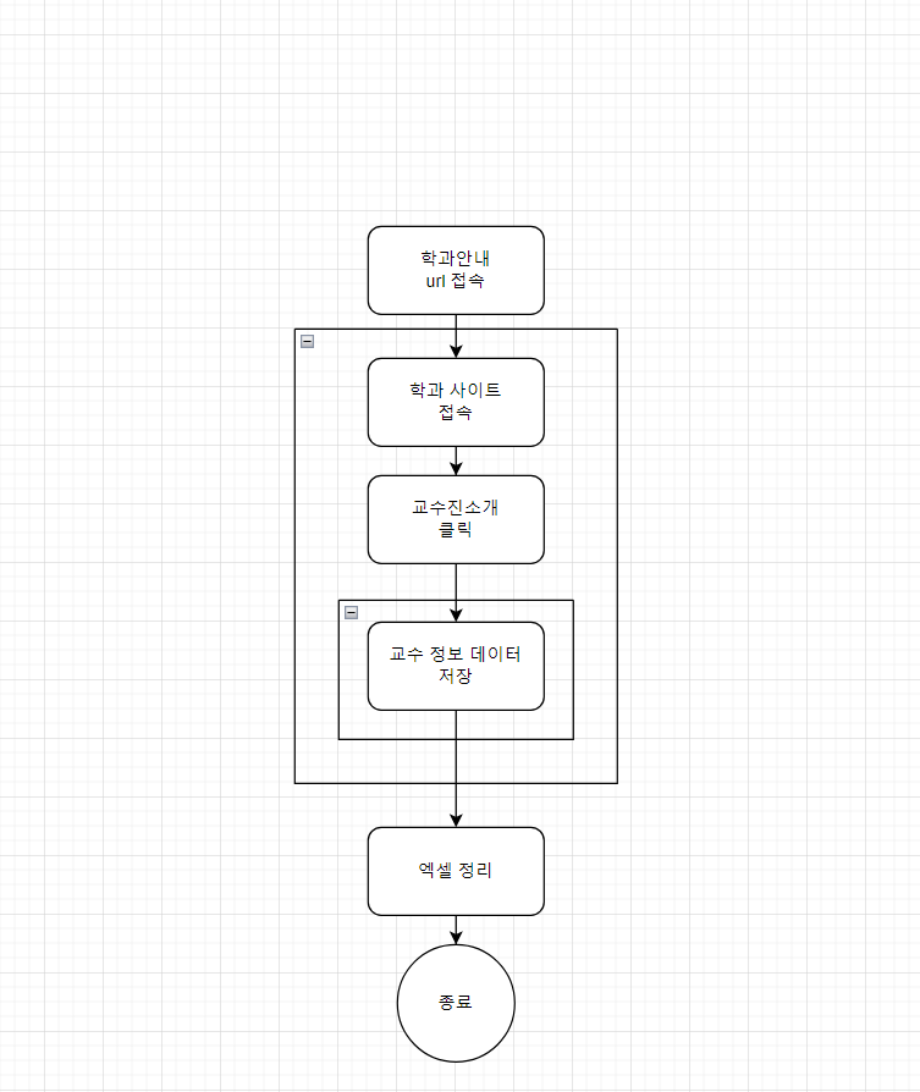 학과안내
url 접속
학과 사이트
접속
교수진소개
클릭
교수 정보 데이터
저장
엑셀 정리
종료